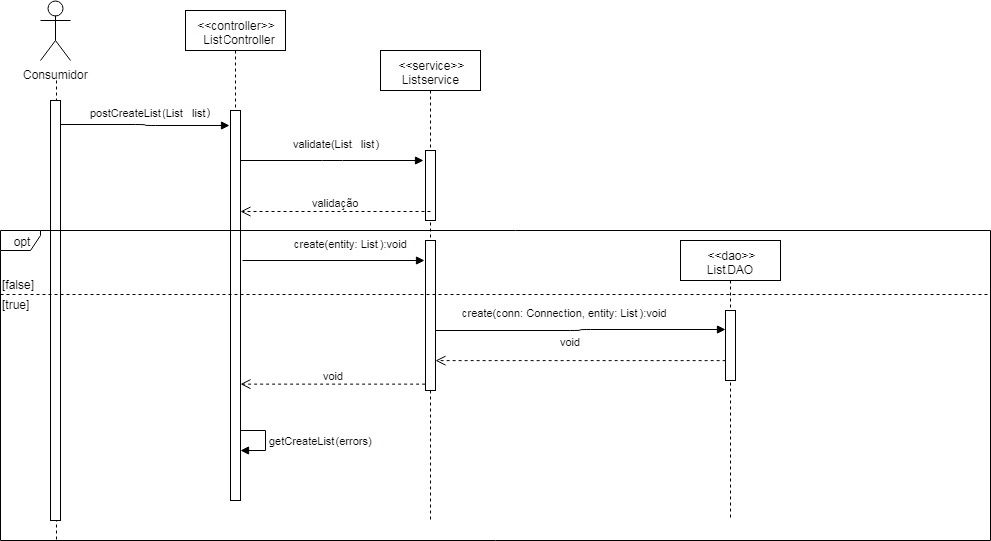 <<controller>>
ListController
<<service>>
Listservice
Consumidor
postCreateList(List list)
validate(List list)
validação
opt
create(entity: List ):void
<<dao>>
ListDAO
[false]
[true]
create(conn: Connection, entity: List ):void
void
void
getCreateList(errors)